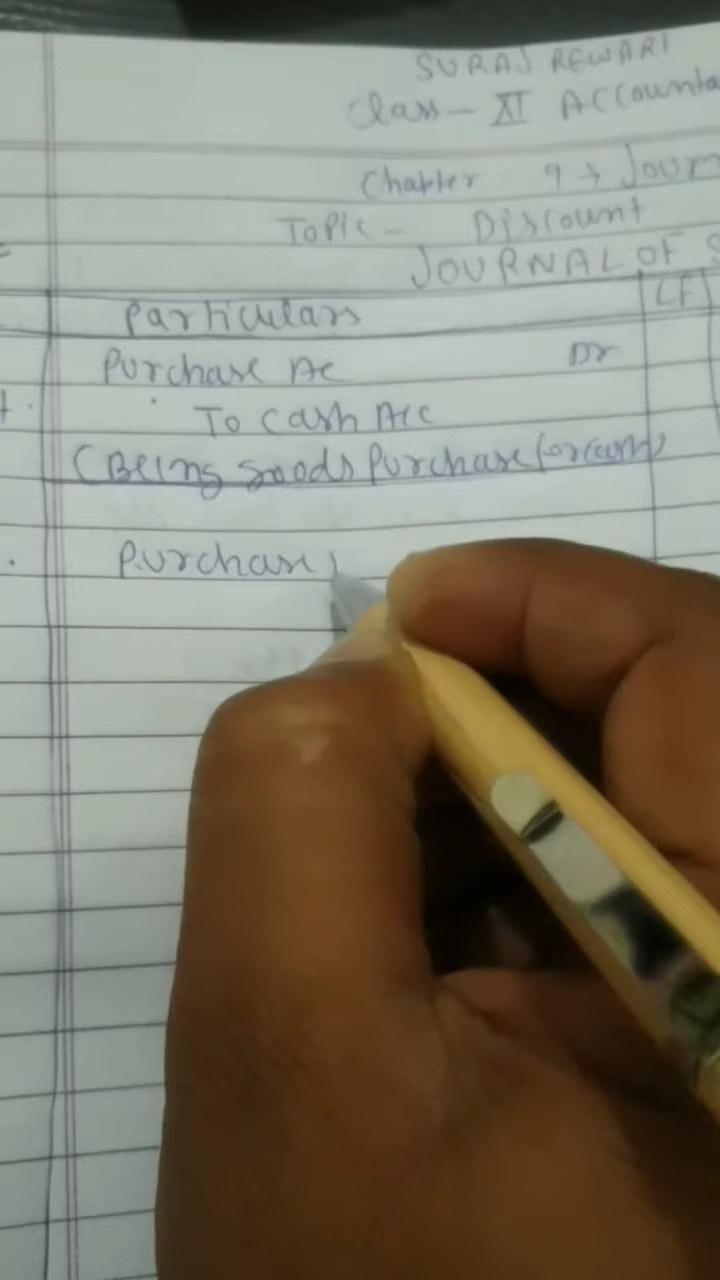 SURAJ REWARI
Class - XI Accounta
Chapter 9 → Jour
Topic - Discount
JOURNAL OF S
Particulars LF
Purchase Ac Dr
To Cash A/c
(Being goods Purchase for cash)
Purchase